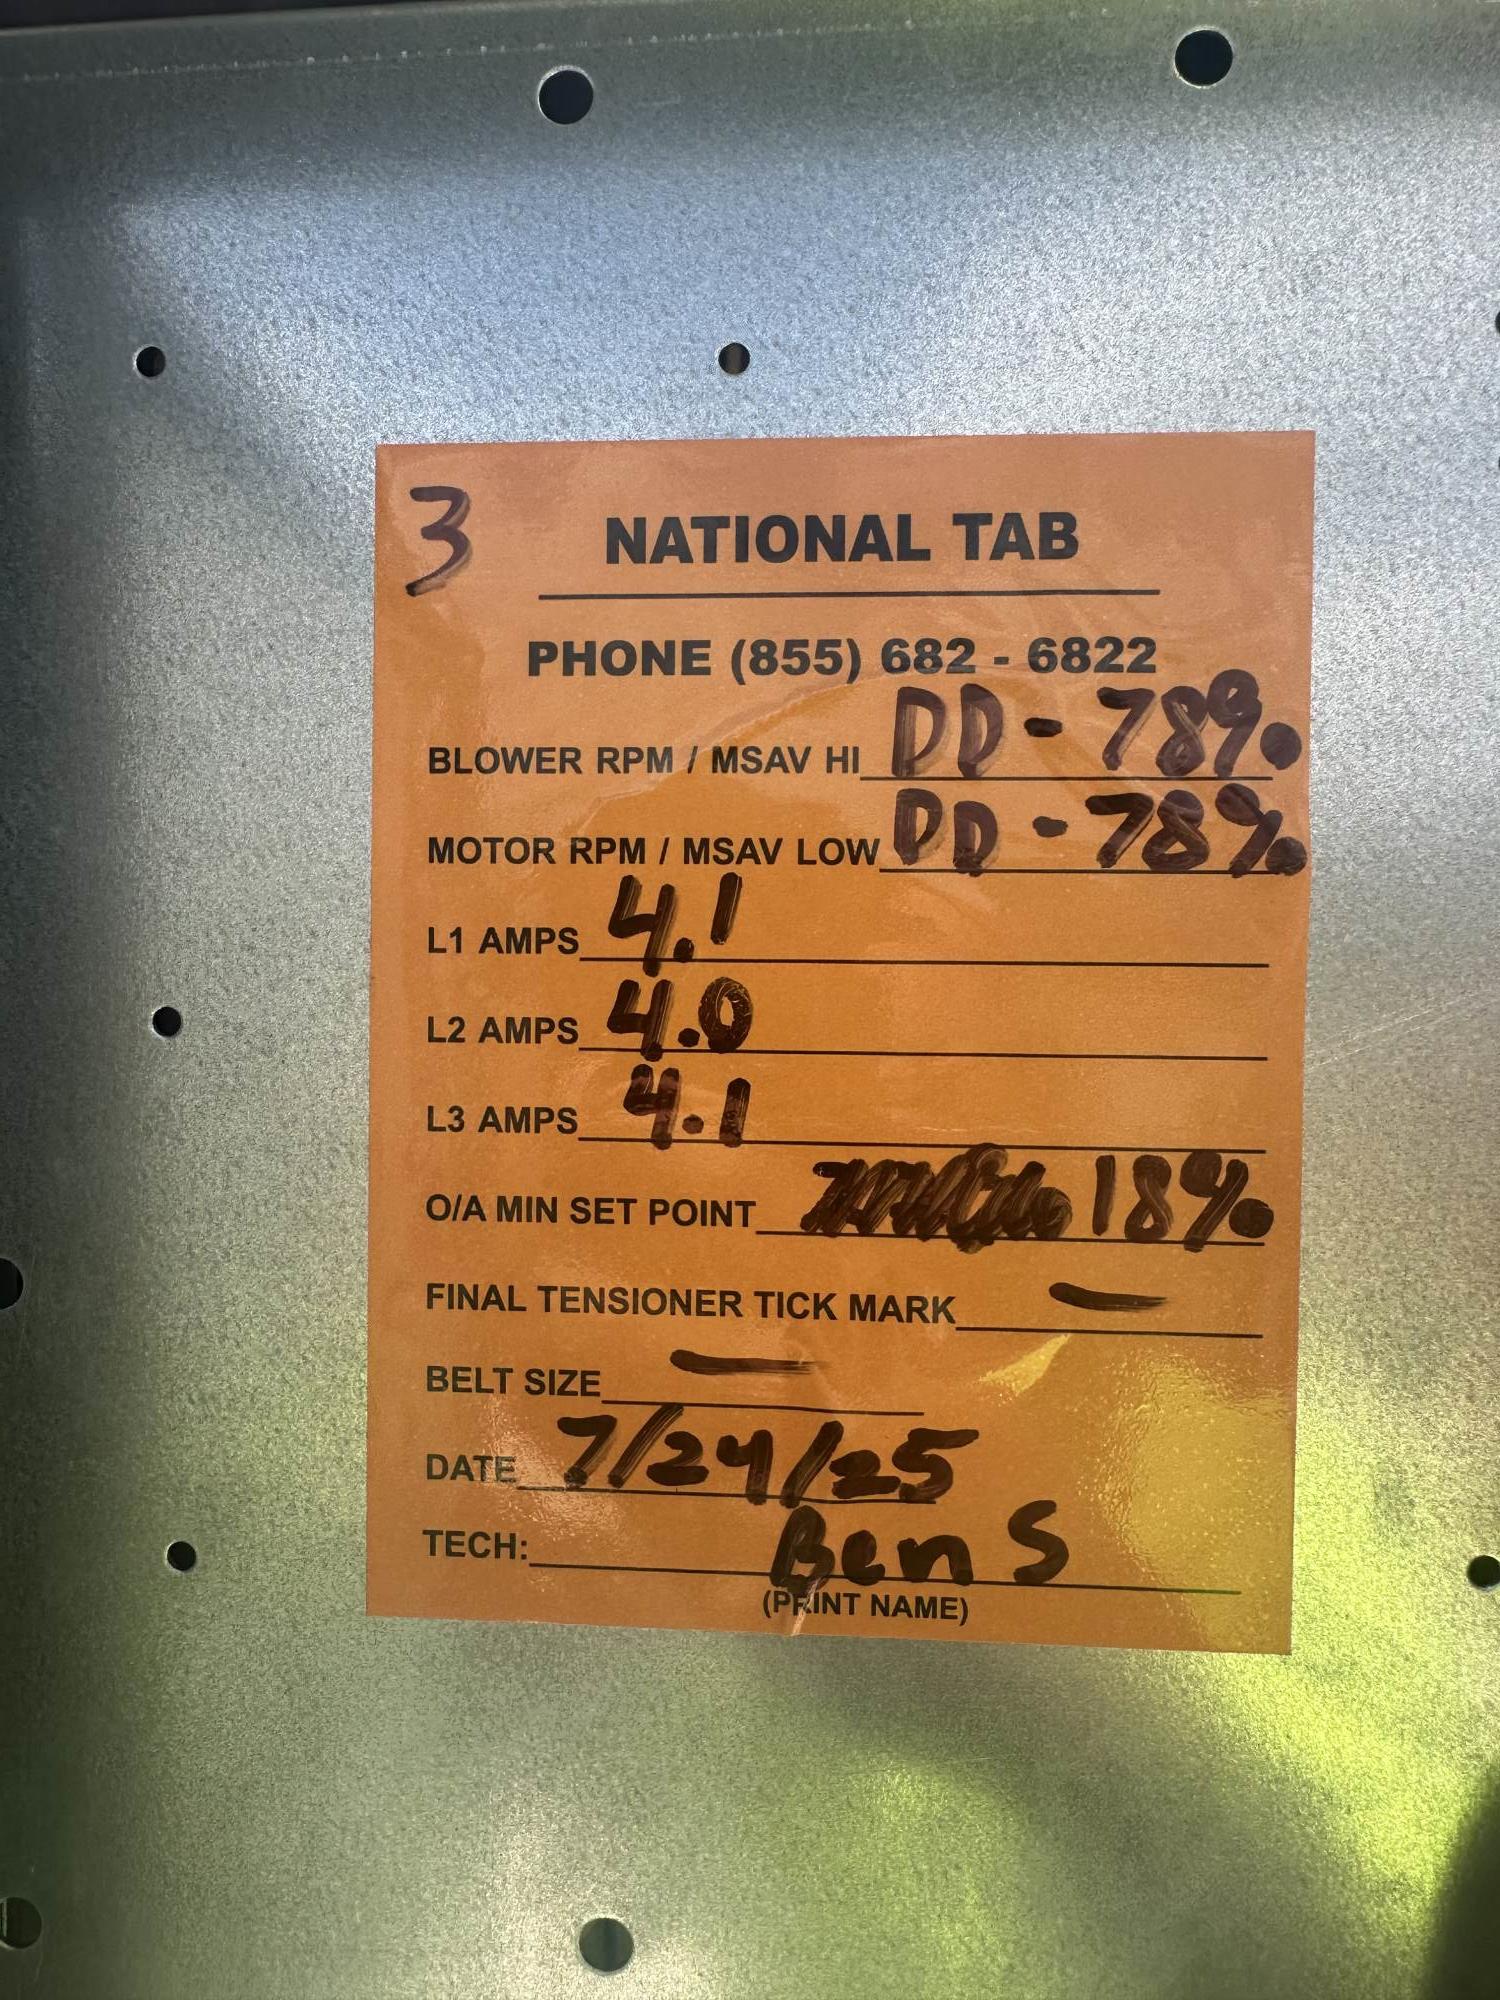 3
NATIONAL TAB
PHONE (855) 682 - 6822
BLOWER RPM / MSAV HI DD - 78%
MOTOR RPM / MSAV LOW DD - 78%
L1 AMPS 4.1
L2 AMPS 4.0
L3 AMPS 4.1
O/A MIN SET POINT 18%
FINAL TENSIONER TICK MARK —
BELT SIZE —
DATE 7/24/25
TECH: Ben S
(PRINT NAME)